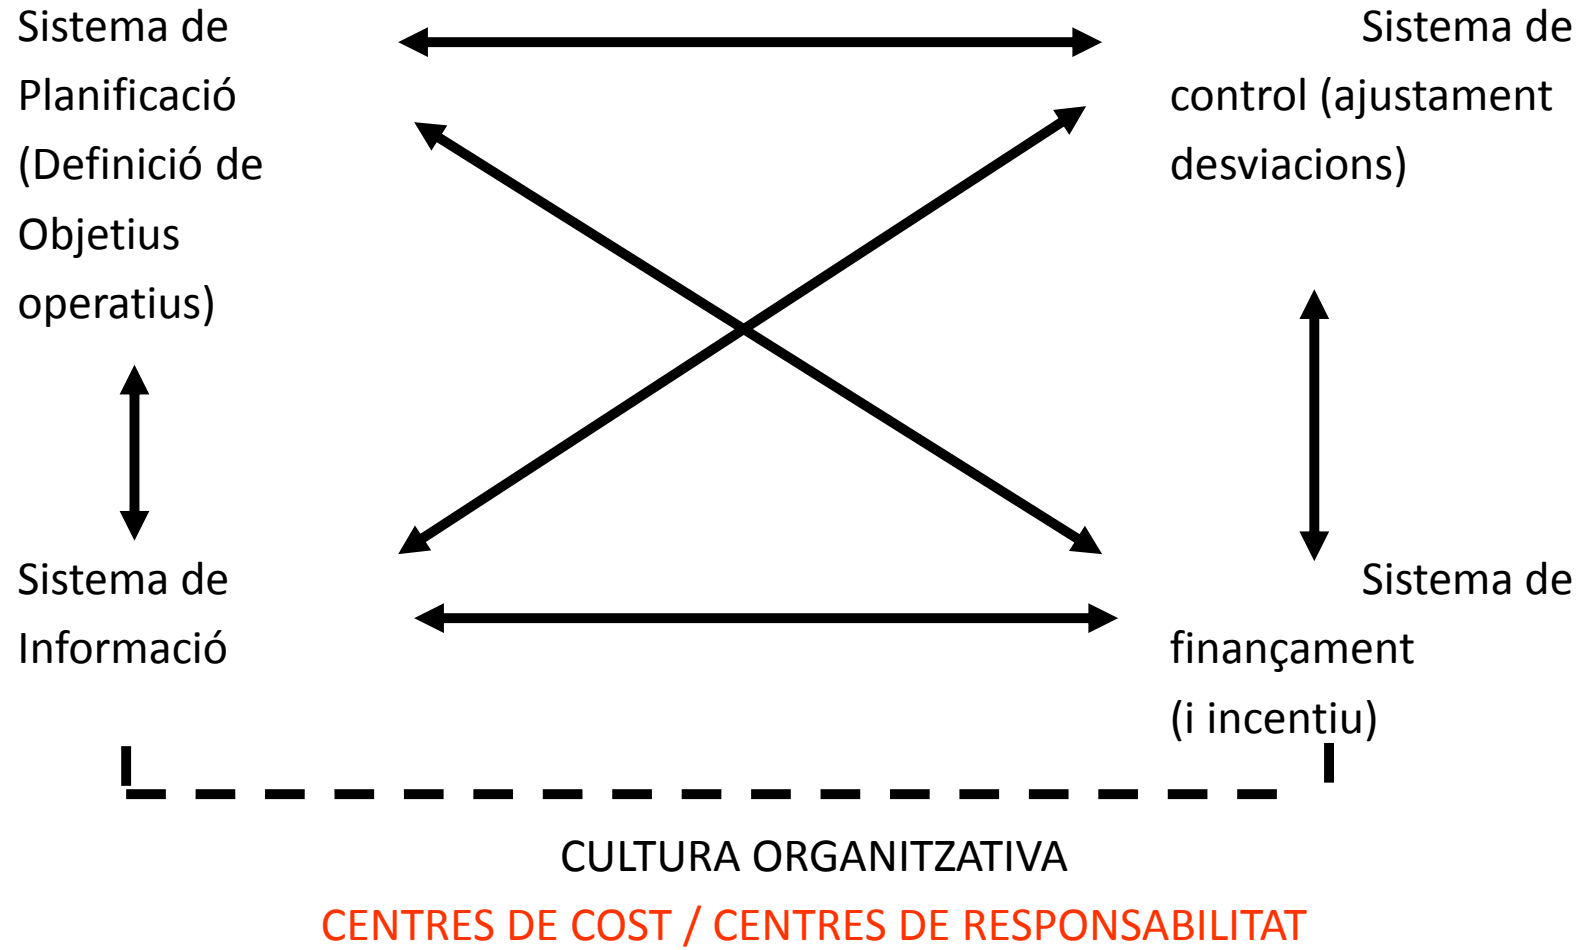 Sistema de
Planificació
(Definició de
Objetius
operatius)
Sistema de
control (ajustament
desviacions)
Sistema de
Informació
Sistema de
finançament
(i incentiu)
CULTURA ORGANITZATIVA
CENTRES DE COST / CENTRES DE RESPONSABILITAT